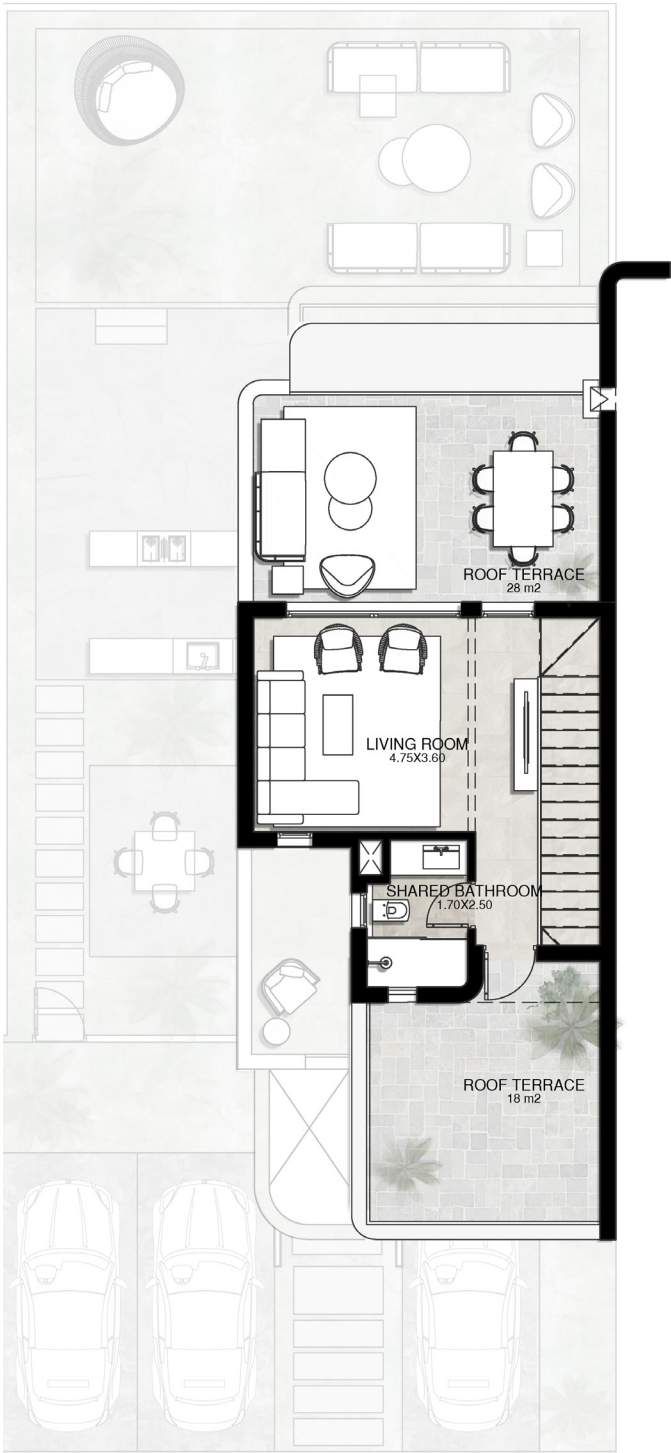 ROOF TERRACE
28 m2
LIVING ROOM
4.75X3.60
SHARED BATHROOM
1.70X2.50
ROOF TERRACE
18 m2